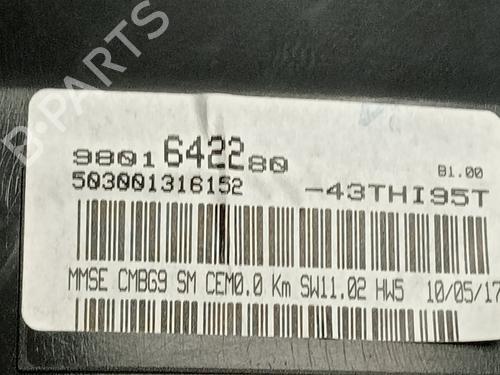 B-PARTS
9801642280 B1.00
503001316152 -43THI95T
MMSE CMBG9 SM CEM0.0 Km SW11.02 HW5 10/05/17